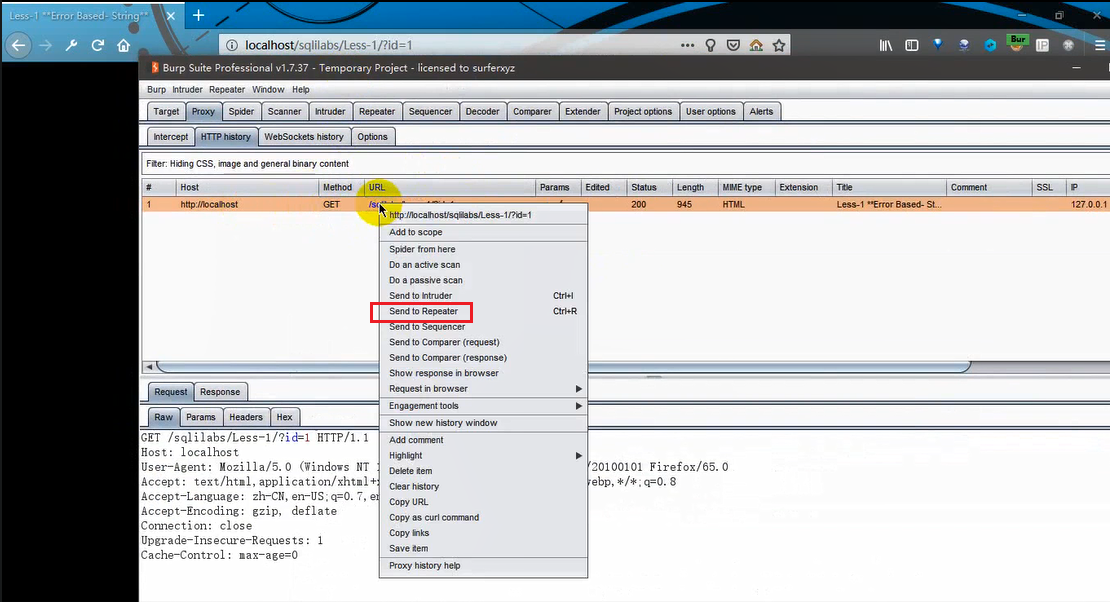 Less-1 **Error Based- String**
localhost/sqlilabs/Less-1/?id=1
Bur
IP
Burp Suite Professional v1.7.37 - Temporary Project - licensed to surferxyz
Burp Intruder Repeater Window Help
Target Proxy Spider Scanner Intruder Repeater Sequencer Decoder Comparer Extender Project options User options Alerts
Intercept HTTP history WebSockets history Options
Filter: Hiding CSS, image and general binary content
# Host Method URL Params Edited Status Length MIME type Extension Title Comment SSL IP
1 http://localhost GET 200 945 HTML Less-1 **Error Based- St... 127.0.0.1
http://localhost/sqlilabs/Less-1/?id=1
Add to scope
Spider from here
Do an active scan
Do a passive scan
Send to Intruder Ctrl+I
Send to Repeater Ctrl+R
Send to Sequencer
Send to Comparer (request)
Send to Comparer (response)
Show response in browser
Request in browser
Engagement tools
Show new history window
Add comment
Highlight
Delete item
Clear history
Copy URL
Copy as curl command
Copy links
Save item
Proxy history help
Request Response
Raw Params Headers Hex
GET /sqlilabs/Less-1/?id=1 HTTP/1.1
Host: localhost
User-Agent: Mozilla/5.0 (Windows NT /20100101 Firefox/65.0
Accept: text/html,application/xhtml+ webp,*/*;q=0.8
Accept-Language: zh-CN,en-US;q=0.7,en
Accept-Encoding: gzip, deflate
Connection: close
Upgrade-Insecure-Requests: 1
Cache-Control: max-age=0